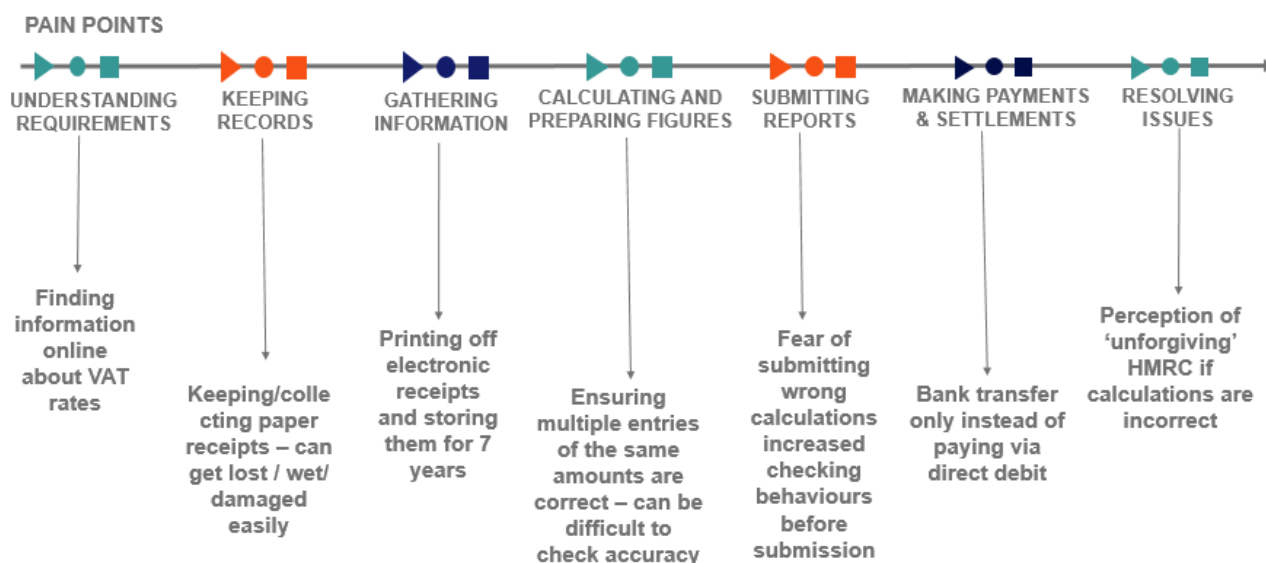 PAIN POINTS
UNDERSTANDING
REQUIREMENTS
KEEPING
RECORDS
GATHERING
INFORMATION
CALCULATING AND
PREPARING FIGURES
SUBMITTING
REPORTS
MAKING PAYMENTS
& SETTLEMENTS
RESOLVING
ISSUES
Finding
information
online
about VAT
rates
Keeping/colle
cting paper
receipts – can
get lost / wet/
damaged
easily
Printing off
electronic
receipts
and storing
them for 7
years
Ensuring
multiple entries
of the same
amounts are
correct – can be
difficult to
check accuracy
Fear of
submitting
wrong
calculations
increased
checking
behaviours
before
submission
Bank transfer
only instead of
paying via
direct debit
Perception of
‘unforgiving’
HMRC if
calculations are
incorrect